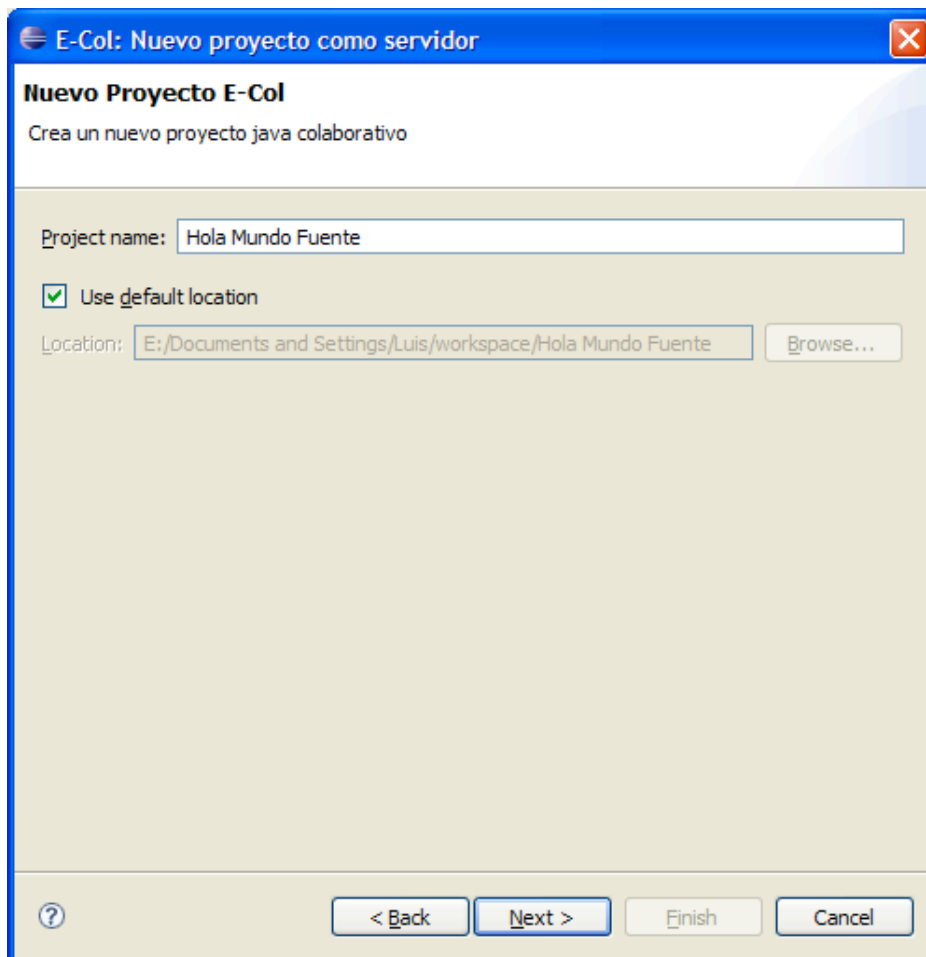 E-Col: Nuevo proyecto como servidor
Nuevo Proyecto E-Col
Crea un nuevo proyecto java colaborativo
Project name: Hola Mundo Fuente
Use default location
Location: E:/Documents and Settings/Luis/workspace/Hola Mundo Fuente Browse...
? < Back Next > Finish Cancel